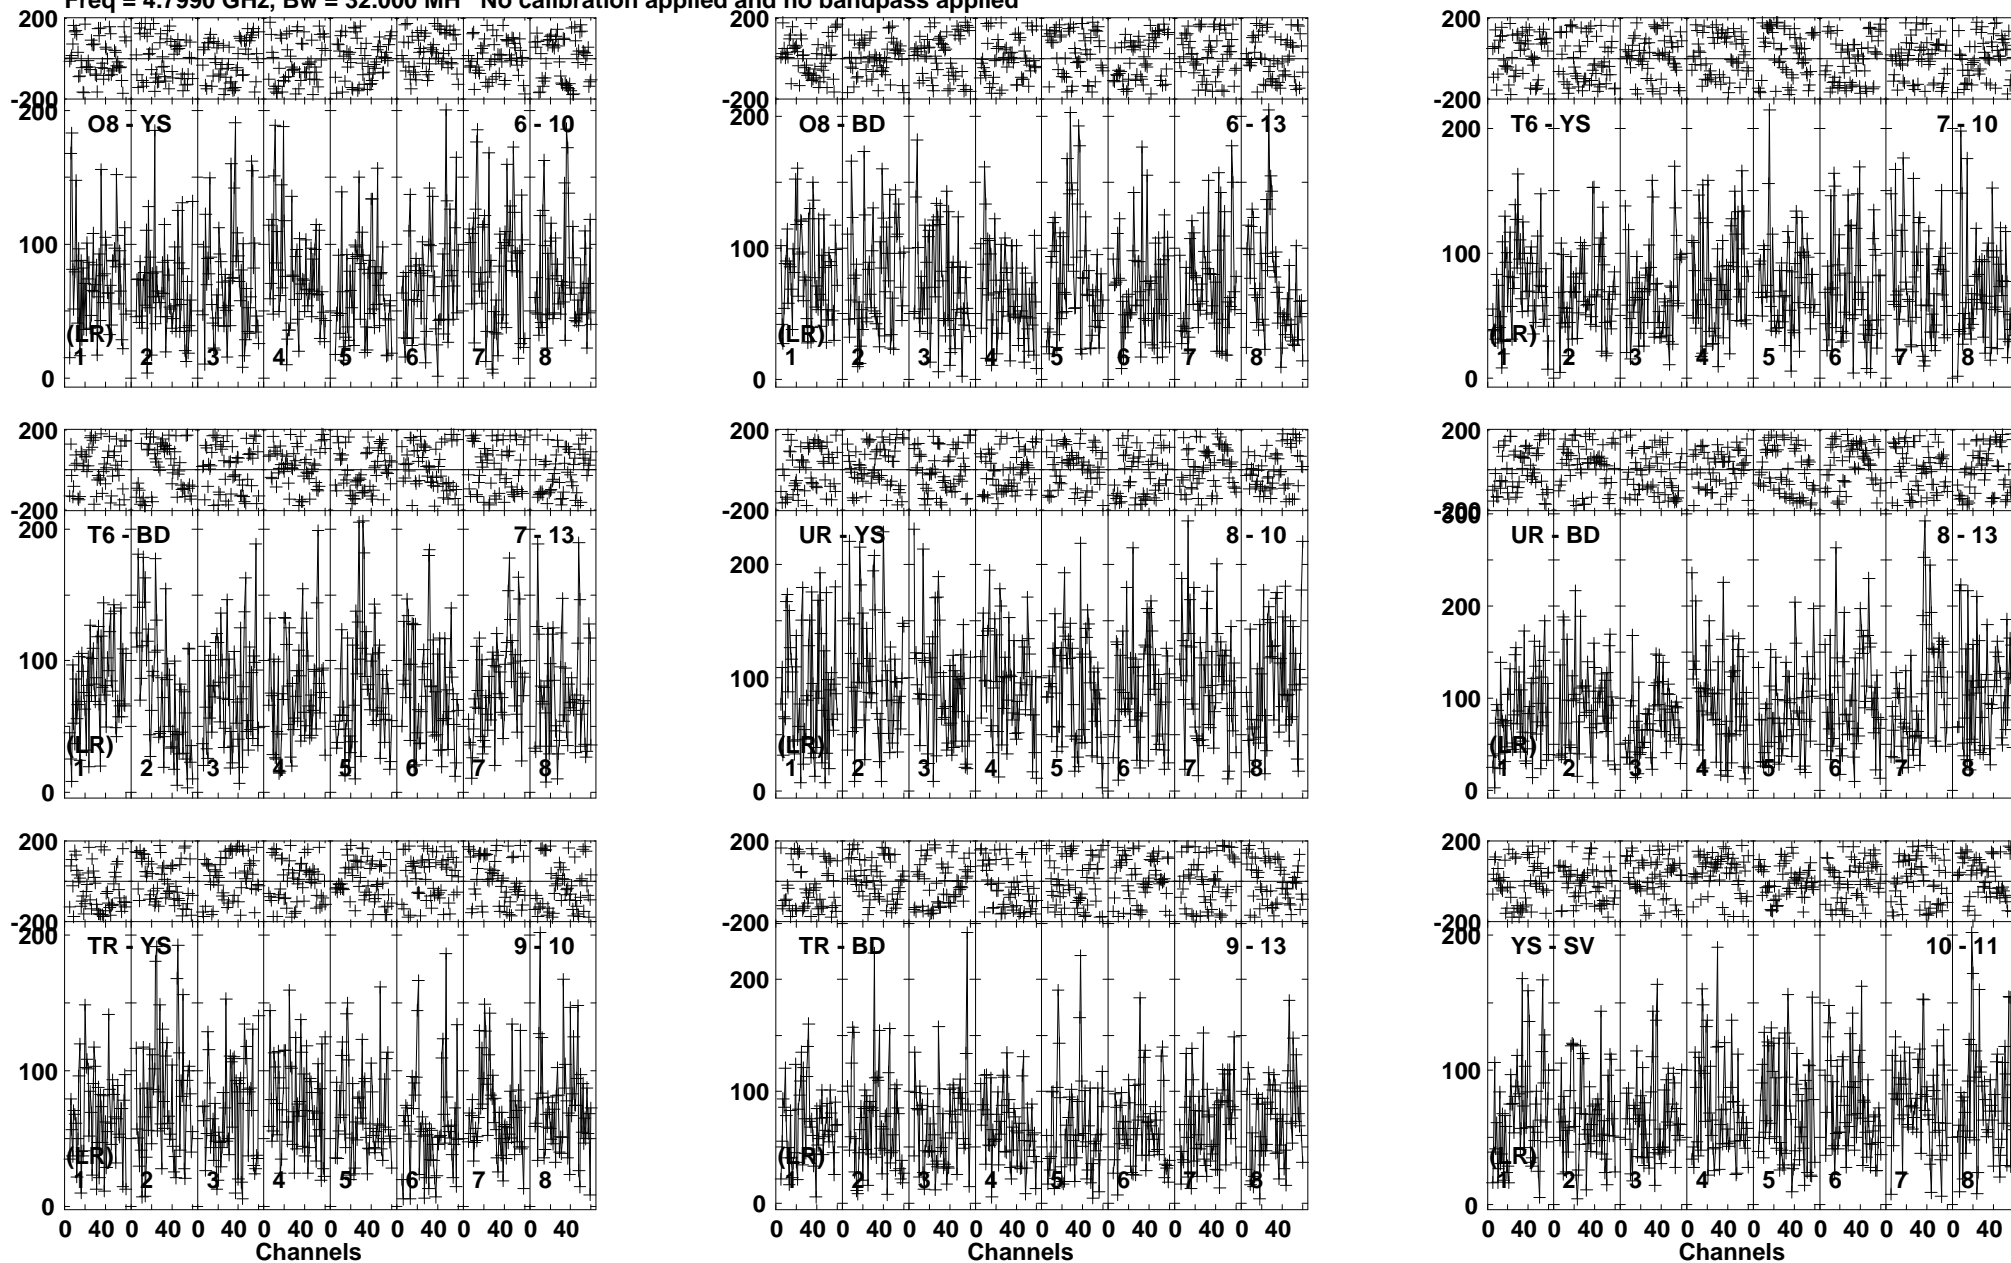 Freq = 4.7990 GHz, Bw = 32.000 MH No calibration applied and no bandpass applied
200
-200
200 O8 - YS 6 - 10
100
(LR)
1 2 3 4 5 6 7 8
0
200
-200
200 O8 - BD 6 - 13
100
(LR)
1 2 3 4 5 6 7 8
0
200
-200
200 T6 - YS 7 - 10
100
(LR)
1 2 3 4 5 6 7 8
0
200
-200
200 T6 - BD 7 - 13
100
(LR)
1 2 3 4 5 6 7 8
0
200
-200
UR - YS 8 - 10
200
100
(LR)
1 2 3 4 5 6 7 8
0
200
-200
300 UR - BD 8 - 13
200
100
(LR)
1 2 3 4 5 6 7 8
0
200
-200
200 TR - YS 9 - 10
100
(LR)
1 2 3 4 5 6 7 8
0
0 40 0 40 0 40 0 40 0 40 0 40 0 40 0 40
Channels
200
-200
TR - BD 9 - 13
200
100
(LR)
1 2 3 4 5 6 7 8
0
0 40 0 40 0 40 0 40 0 40 0 40 0 40 0 40
Channels
200
-200
200 YS - SV 10 - 11
100
(LR)
1 2 3 4 5 6 7 8
0
0 40 0 40 0 40 0 40 0 40 0 40 0 40 0 40
Channels